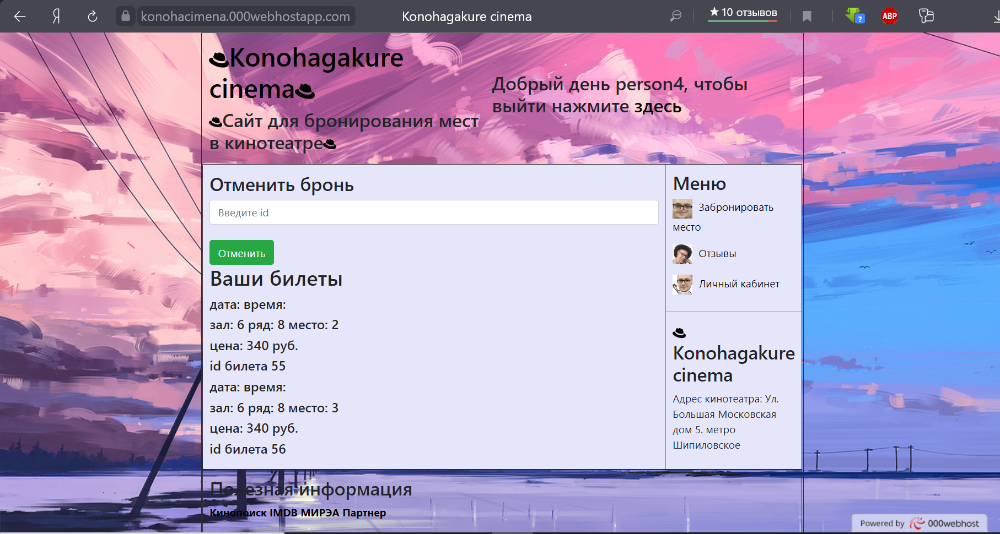 konohacimena.000webhostapp.com
Konohagakure cinema
★10 отзывов
ABP
Konohagakure
cinema
Сайт для бронирования мест
в кинотеатре
Добрый день person4, чтобы
выйти нажмите здесь
Отменить бронь
Введите id
Отменить
Ваши билеты
дата: время:
зал: 6 ряд: 8 место: 2
цена: 340 руб.
id билета 55
дата: время:
зал: 6 ряд: 8 место: 3
цена: 340 руб.
id билета 56
Меню
Забронировать
место
Отзывы
Личный кабинет
Konohagakure
cinema
Адрес кинотеатра: Ул.
Большая Московская
дом 5. метро
Шипиловское
Полезная информация
Кинопоиск IMDB МИРЭА Партнер
Powered by 000webhost